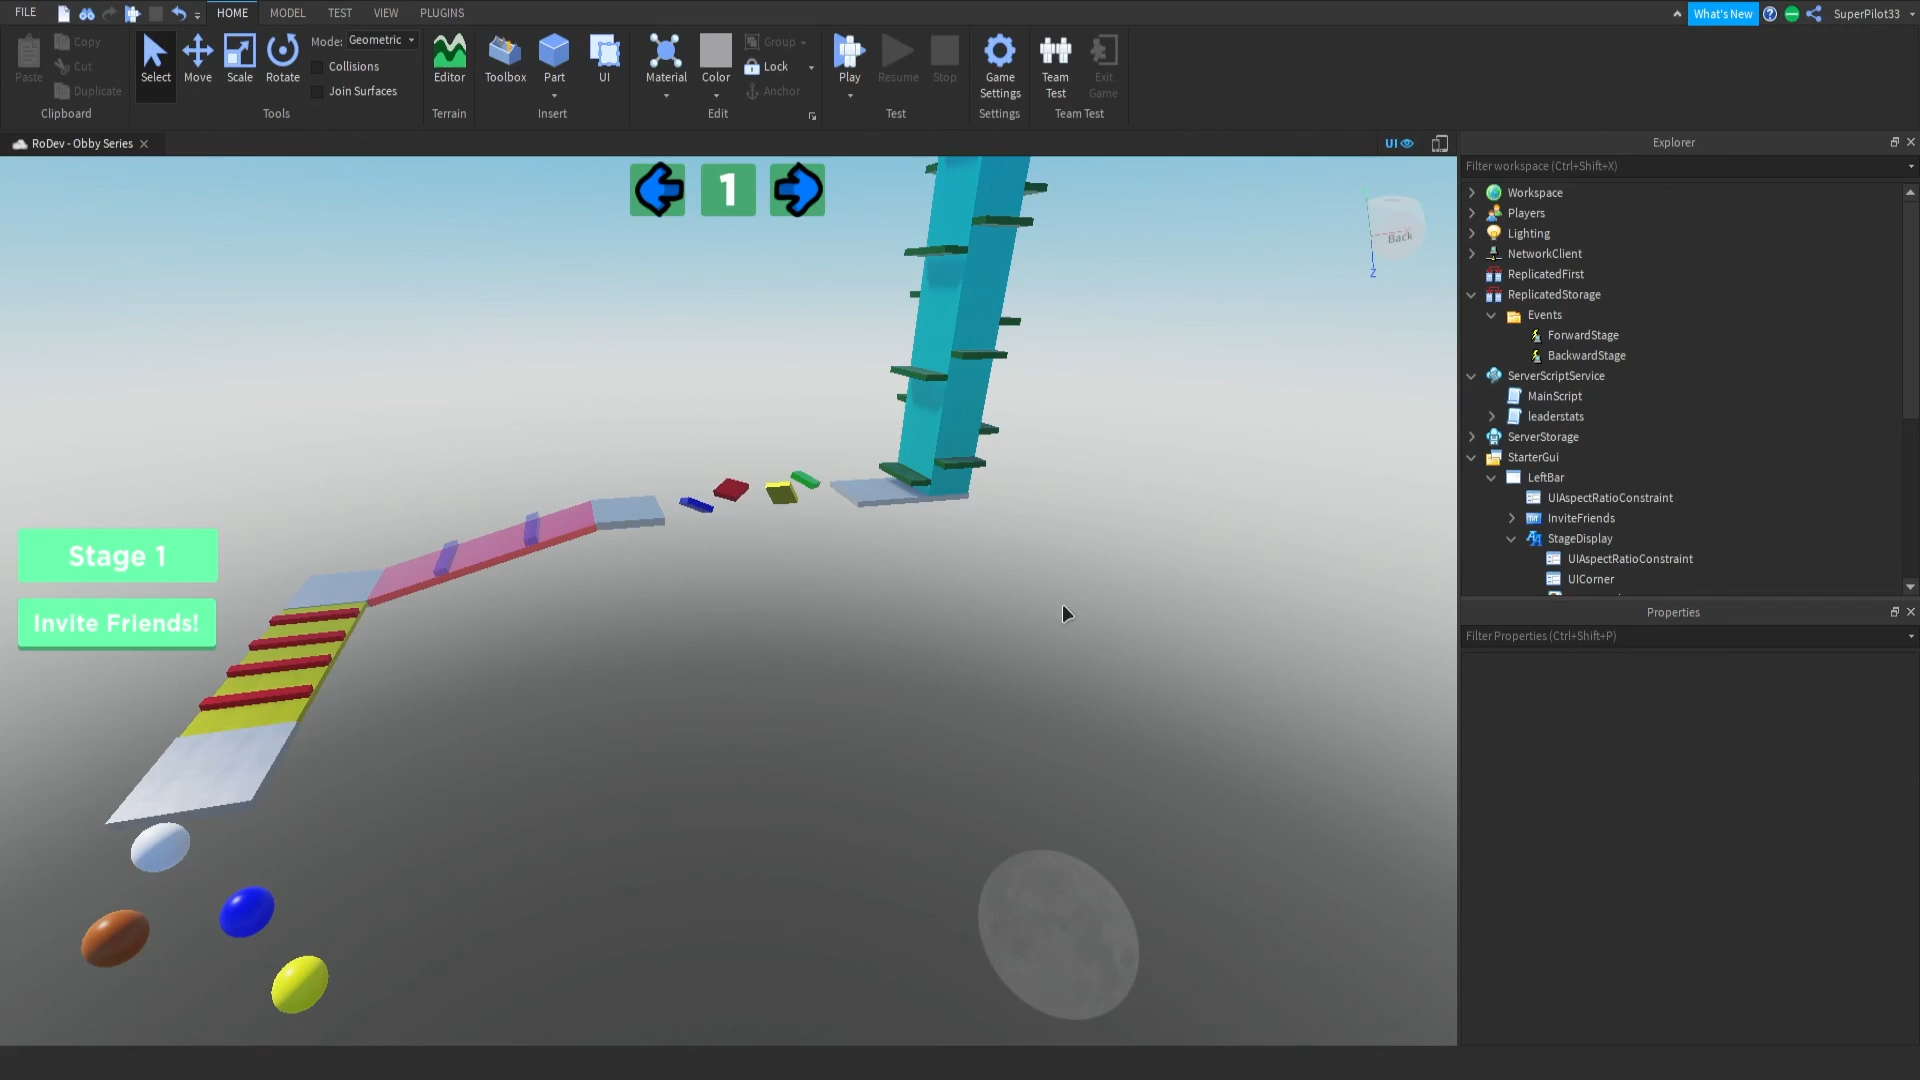 FILE HOME MODEL TEST VIEW PLUGINS What's New SuperPilot33
Paste Copy Cut Duplicate Clipboard
Select Move Scale Rotate Mode: Geometric Collisions Join Surfaces Tools
Editor Terrain
Toolbox Part UI Insert
Material Color Group Lock Anchor Edit
Play Resume Stop Test
Game Settings Settings
Team Test Exit Game Team Test
RoDev - Obby Series UI
1
Back
Z
Stage 1
Invite Friends!
Explorer
Filter workspace (Ctrl+Shift+X)
Workspace
Players
Lighting
NetworkClient
ReplicatedFirst
ReplicatedStorage
Events
ForwardStage
BackwardStage
ServerScriptService
MainScript
leaderstats
ServerStorage
StarterGui
LeftBar
UIAspectRatioConstraint
InviteFriends
StageDisplay
UIAspectRatioConstraint
UICorner
Properties
Filter Properties (Ctrl+Shift+P)